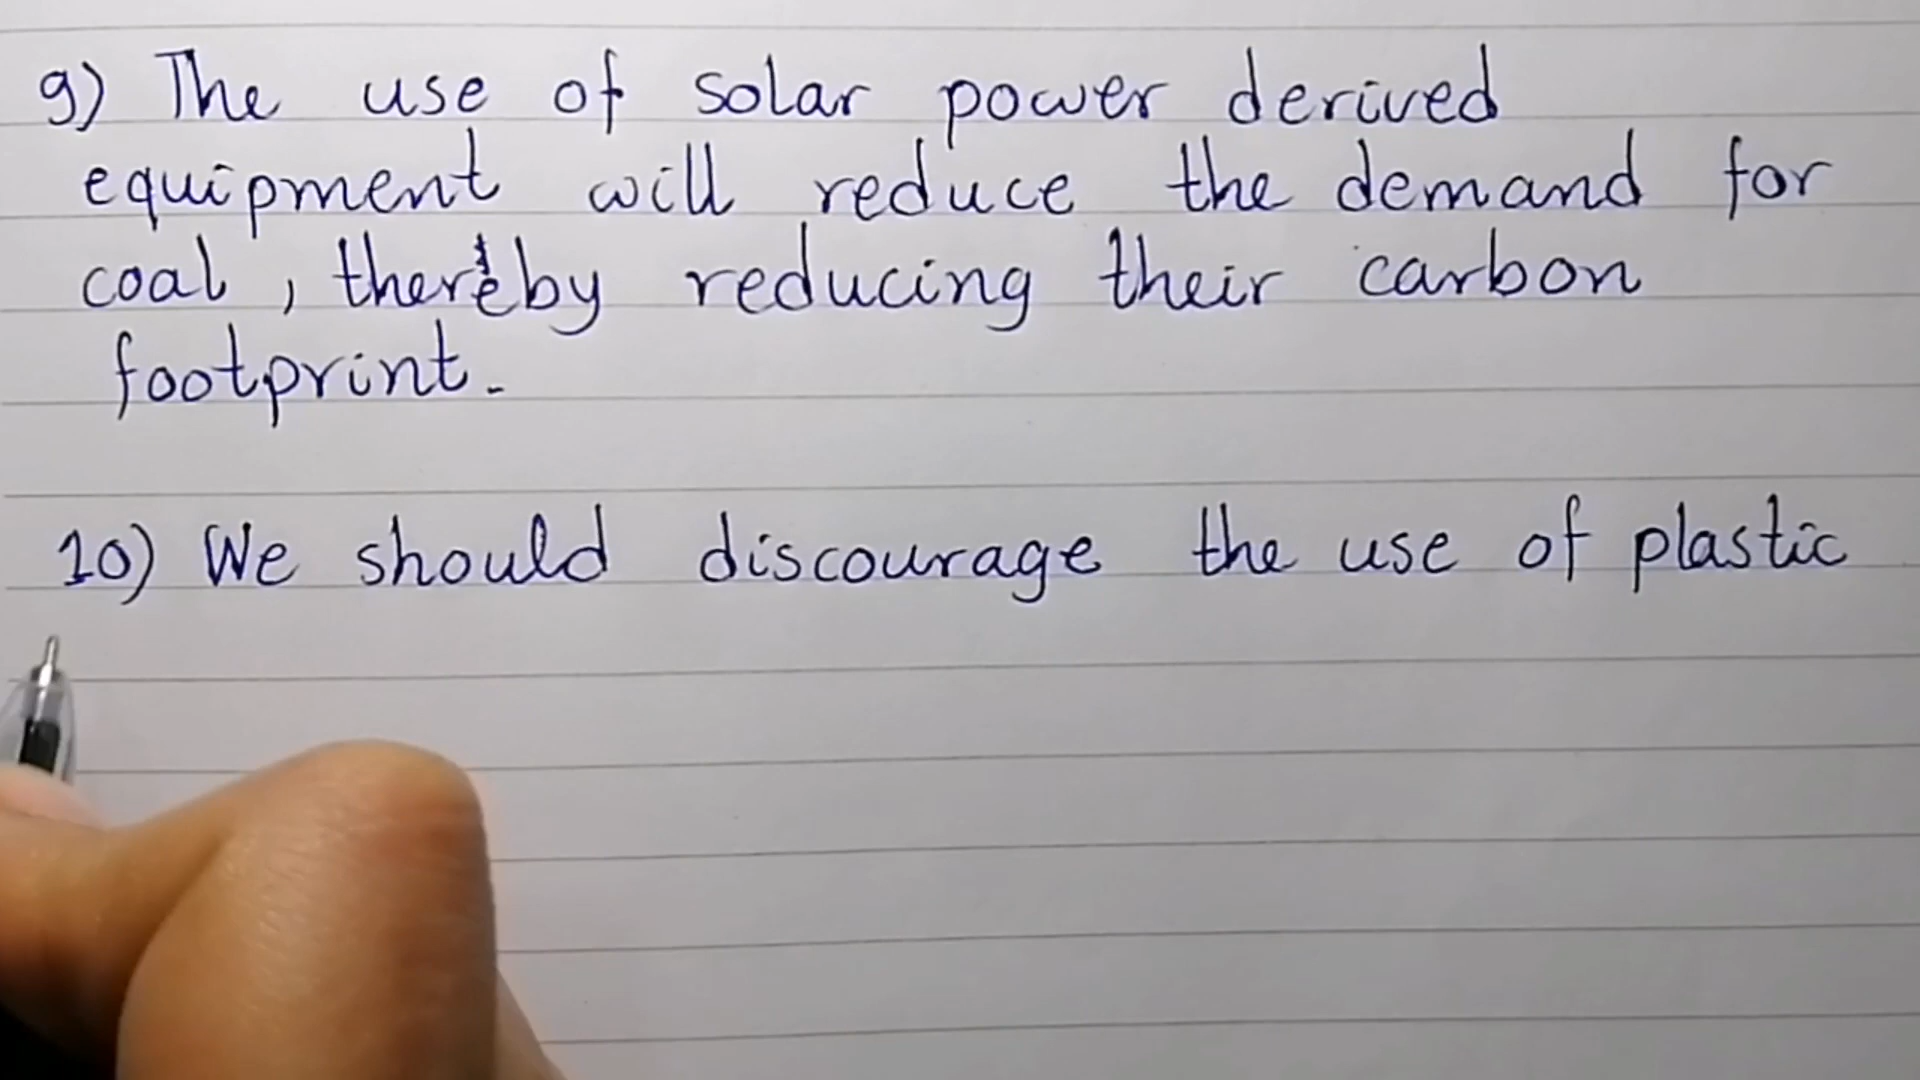 9) The use of solar power derived
equipment will reduce the demand for
coal, thereby reducing their carbon
footprint.
10) We should discourage the use of plastic